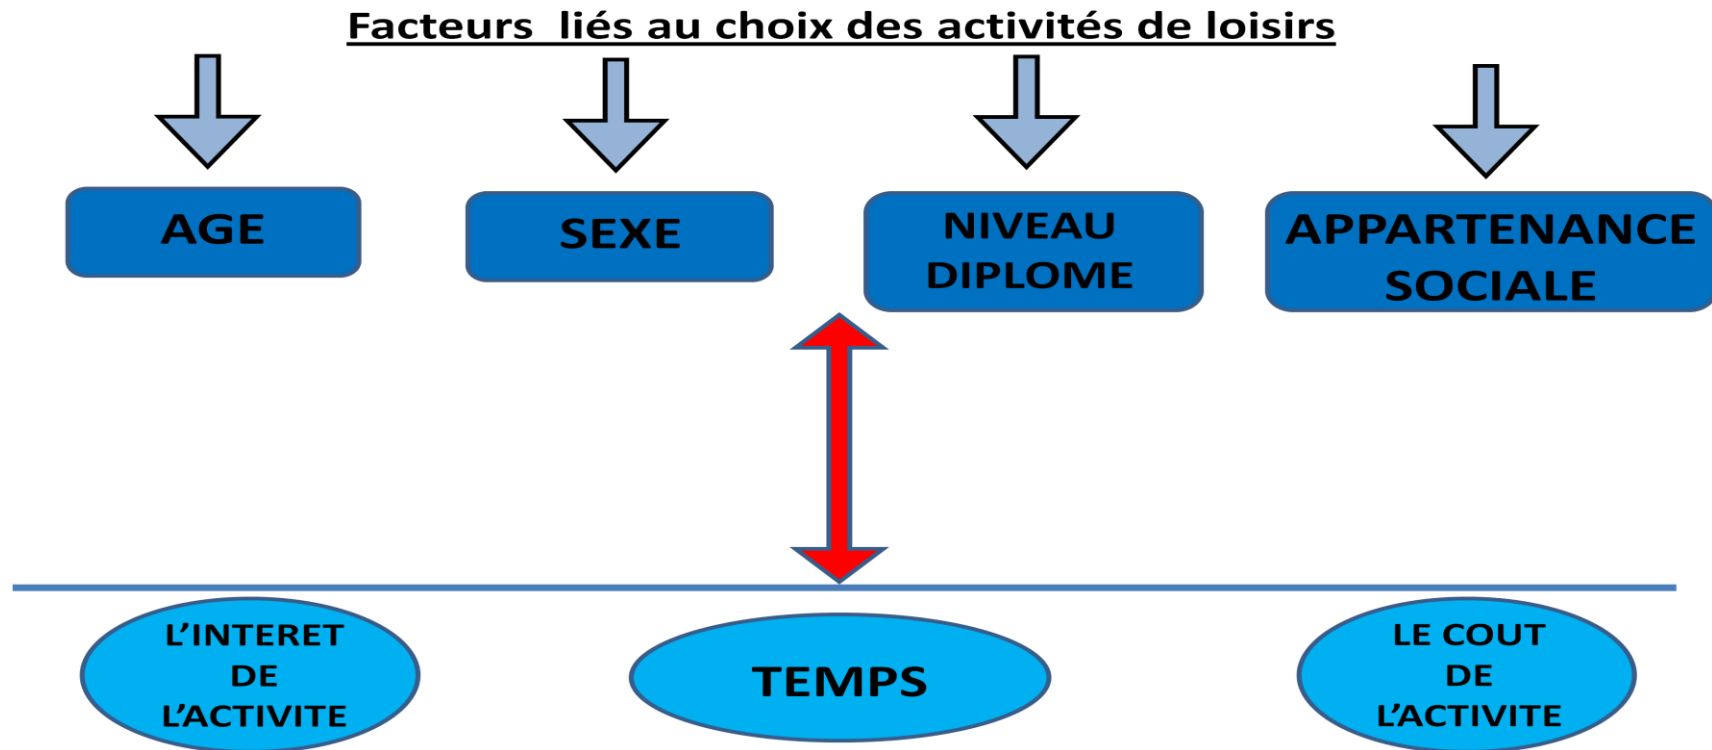 Facteurs  liés au choix des activités de loisirs
AGE
SEXE
NIVEAU
DIPLOME
APPARTENANCE
SOCIALE
L’INTERET
DE
L’ACTIVITE
TEMPS
LE COUT
DE
L’ACTIVITE